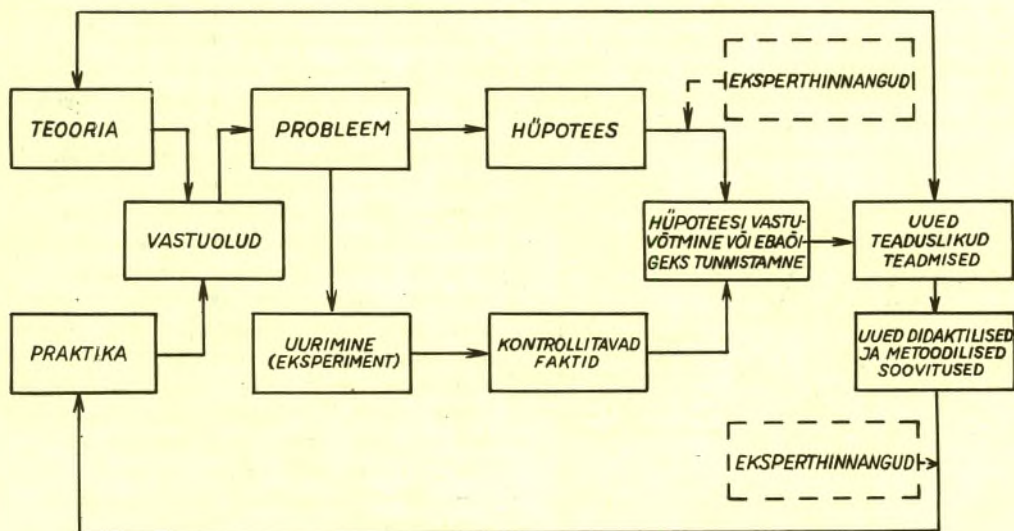 EKSPERTHINNANGUD
TEOORIA
PROBLEEM
HÜPOTEES
VASTUOLUD
HÜPOTEESI VASTU-
VÕTMINE VÕI EBAÕI
GEKS TUNNISTAMNE
UUED
TEADUSLIKUD
TEADMISED
PRAKTIKA
UURIMINE
(EKSPERIMENT)
KONTROLLITAVAD
FAKTID
UUED DIDAKTILISED
JA METOODILISED
SOOVITUSED
EKSPERTHINNANGUD